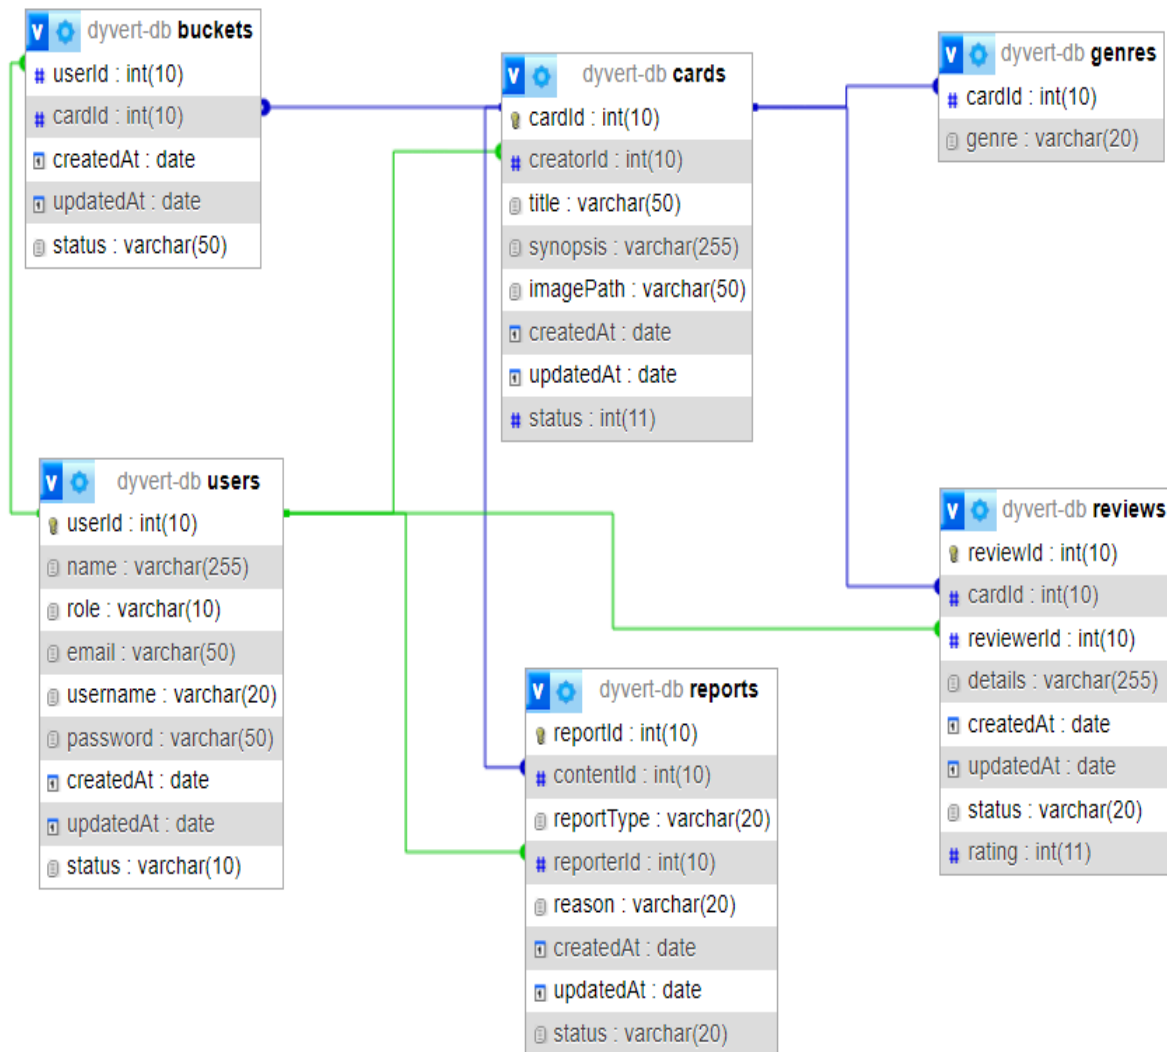 dyvert-db buckets
userId : int(10)
cardId : int(10)
createdAt : date
updatedAt : date
status : varchar(50)
dyvert-db cards
cardId : int(10)
creatorId : int(10)
title : varchar(50)
synopsis : varchar(255)
imagePath : varchar(50)
createdAt : date
updatedAt : date
status : int(11)
dyvert-db genres
cardId : int(10)
genre : varchar(20)
dyvert-db users
userId : int(10)
name : varchar(255)
role : varchar(10)
email : varchar(50)
username : varchar(20)
password : varchar(50)
createdAt : date
updatedAt : date
status : varchar(10)
dyvert-db reports
reportId : int(10)
contentId : int(10)
reportType : varchar(20)
reporterId : int(10)
reason : varchar(20)
createdAt : date
updatedAt : date
status : varchar(20)
dyvert-db reviews
reviewId : int(10)
cardId : int(10)
reviewerId : int(10)
details : varchar(255)
createdAt : date
updatedAt : date
status : varchar(20)
rating : int(11)